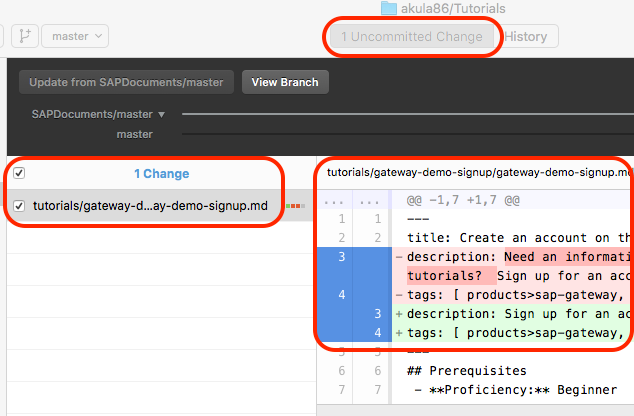 akula86/Tutorials
master
1 Uncommitted Change
History
Update from SAPDocuments/master
View Branch
SAPDocuments/master
master
1 Change
tutorials/gateway-d...ay-demo-signup.md
tutorials/gateway-demo-signup/gateway-demo-signup.md
... ... @@ -1,7 +1,7 @@
1 1 ---
2 2 title: Create an account on th
3 - description: Need an informati
tutorials? Sign up for an acc
4 - tags: [ products>sap-gateway,
3 + description: Sign up for an ac
4 + tags: [ products>sap-gateway,
5 5 ---
6 6 ## Prerequisites
7 7 - **Proficiency:** Beginner